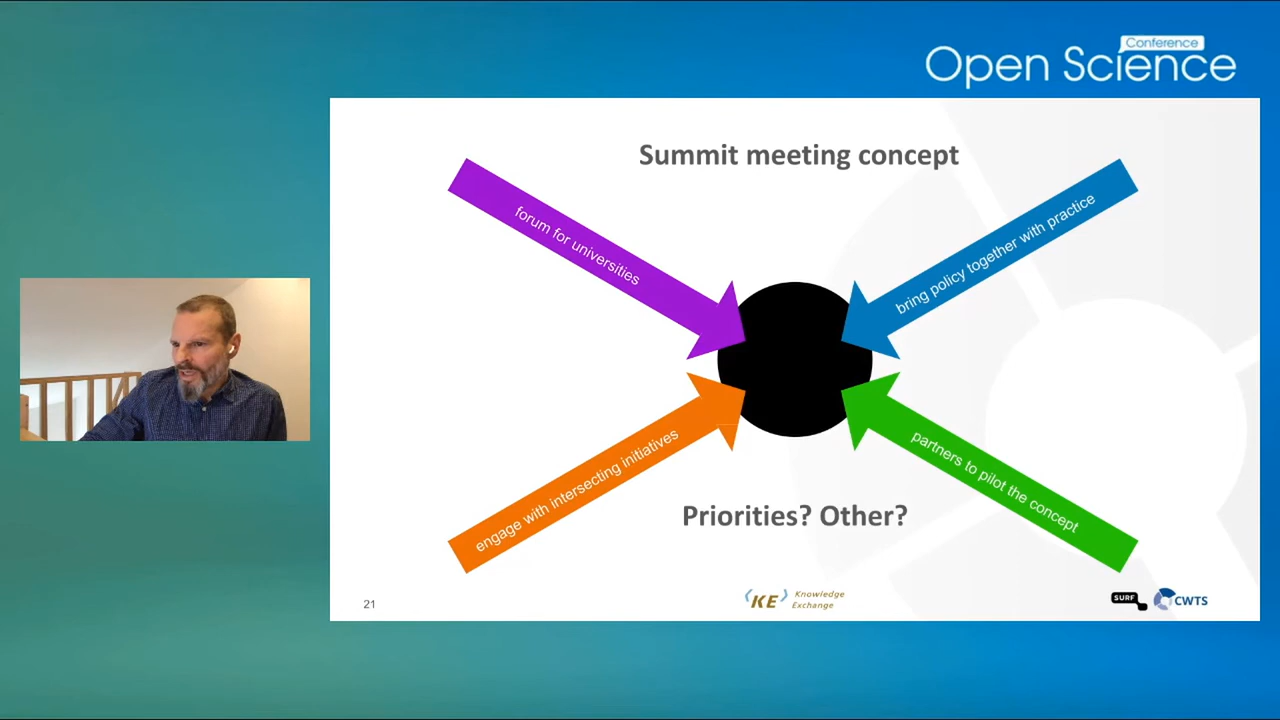 Conference
Open Science
Summit meeting concept
forum for universities
bring policy together with practice
engage with intersecting initiatives
partners to pilot the concept
Priorities? Other?
21
KE Knowledge
Exchange
SURF
CWTS